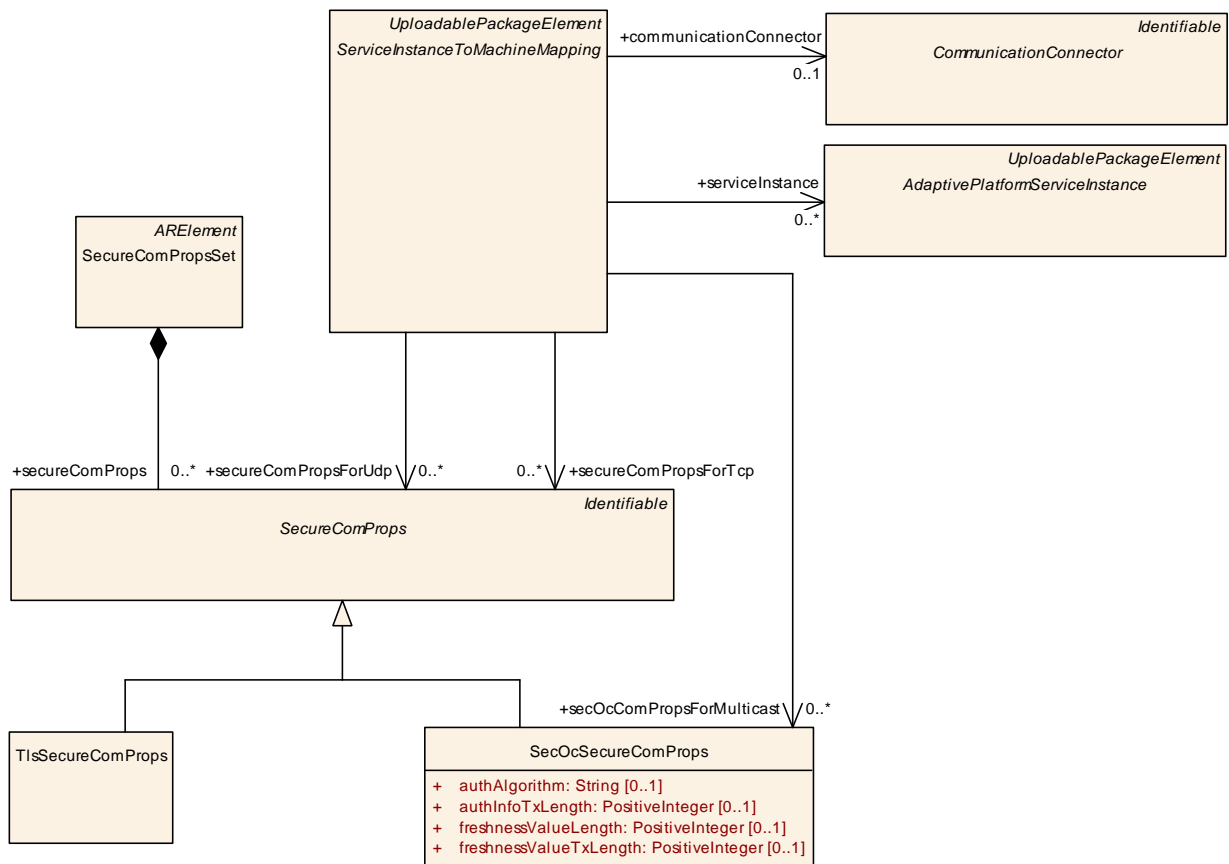 UploadablePackageElement
ServiceInstanceToMachineMapping
+communicationConnector
0..1
Identifiable
CommunicationConnector
+serviceInstance
0..*
UploadablePackageElement
AdaptivePlatformServiceInstance
ARElement
SecureComPropsSet
+secureComProps
0..*
+secureComPropsForUdp
0..*
0..*
+secureComPropsForTcp
Identifiable
SecureComProps
+secOcComPropsForMulticast
0..*
TlsSecureComProps
SecOcSecureComProps
+ authAlgorithm: String [0..1]
+ authInfoTxLength: PositiveInteger [0..1]
+ freshnessValueLength: PositiveInteger [0..1]
+ freshnessValueTxLength: PositiveInteger [0..1]